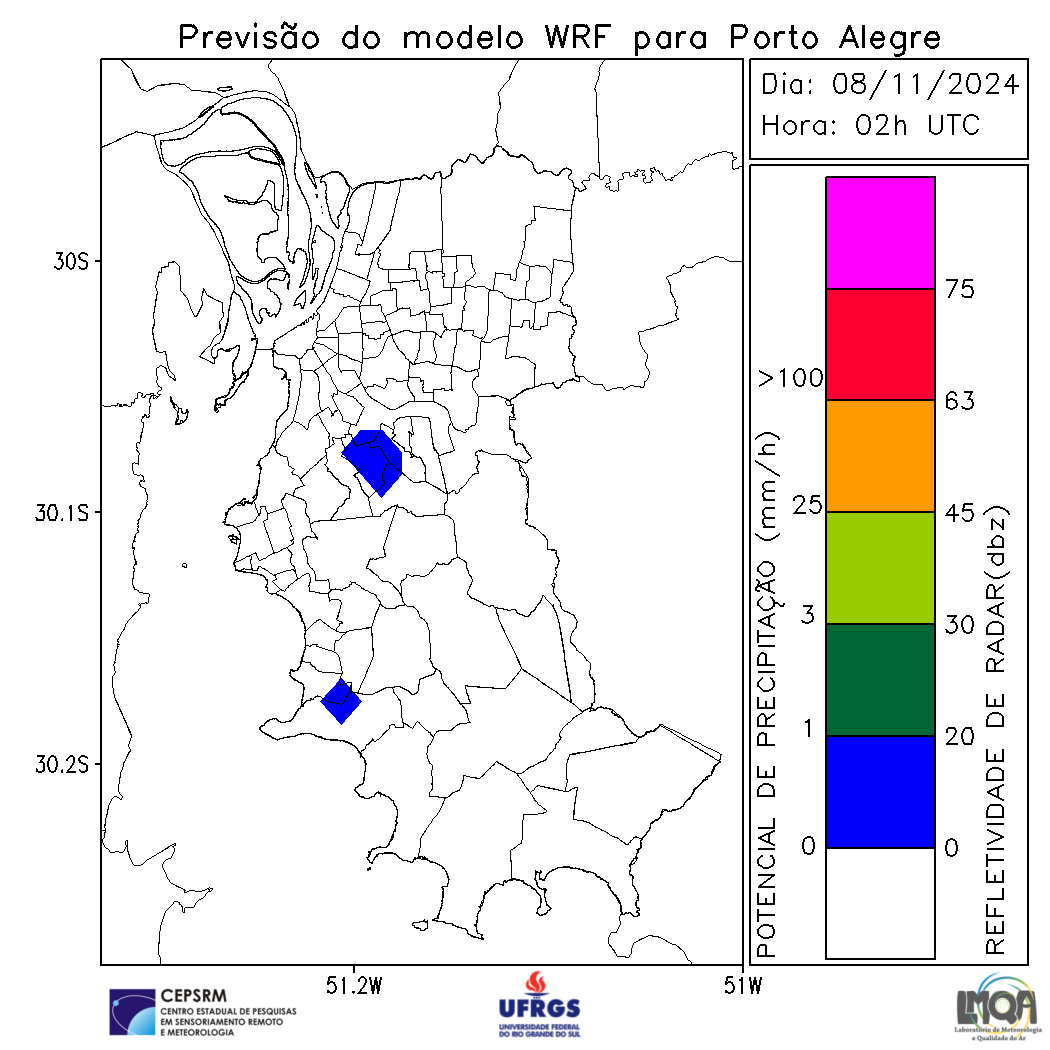 Previsão do modelo WRF para Porto Alegre
Dia: 08/11/2024
Hora: 02h UTC
30S
30.1S
30.2S
51.2W
51W
POTENCIAL DE PRECIPITAÇÃO (mm/h)
>100
25
3
1
0
75
63
45
30
20
0
REFLETIVIDADE DE RADAR(dbz)
CEPSRM
CENTRO ESTADUAL DE PESQUISAS
EM SENSORIAMENTO REMOTO
E METEOROLOGIA
UFRGS
UNIVERSIDADE FEDERAL
DO RIO GRANDE DO SUL
LMQA
Laboratório de Meteorologia
e Qualidade do Ar